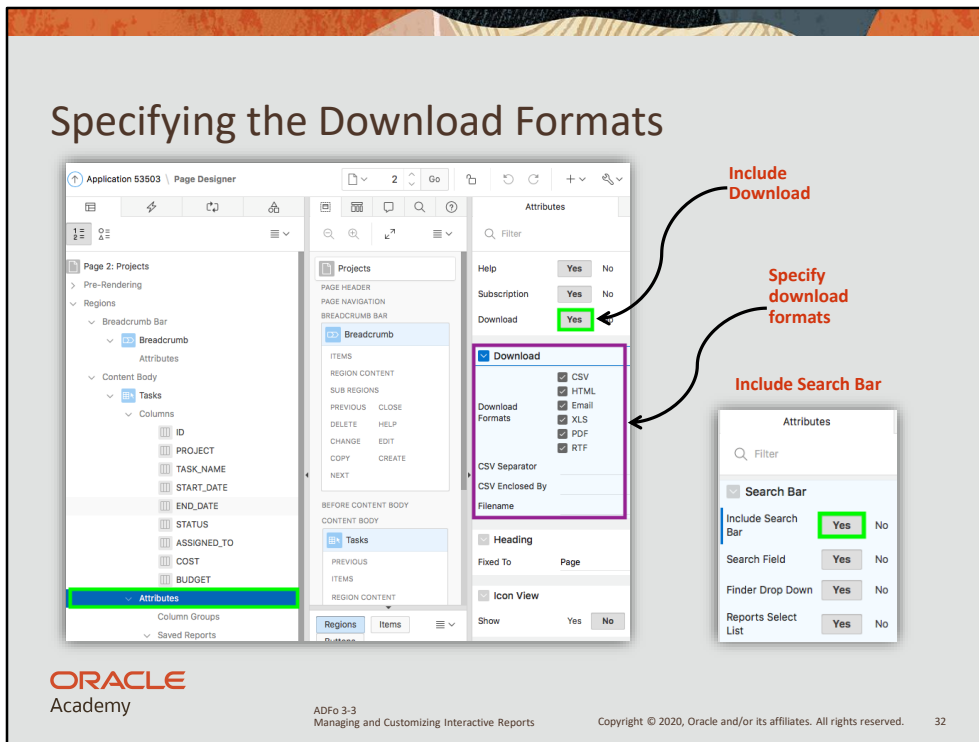 Specifying the Download Formats
Application 53503 \ Page Designer
2
Go
Page 2: Projects
Pre-Rendering
Regions
Breadcrumb Bar
Breadcrumb
Attributes
Content Body
Tasks
Columns
ID
PROJECT
TASK_NAME
START_DATE
END_DATE
STATUS
ASSIGNED_TO
COST
BUDGET
Attributes
Column Groups
Saved Reports
Projects
PAGE HEADER
PAGE NAVIGATION
BREADCRUMB BAR
Breadcrumb
ITEMS
REGION CONTENT
SUB REGIONS
PREVIOUS CLOSE
DELETE HELP
CHANGE EDIT
COPY CREATE
NEXT
BEFORE CONTENT BODY
CONTENT BODY
Tasks
PREVIOUS
ITEMS
REGION CONTENT
Regions Items
Buttons
Attributes
Filter
Help Yes No
Subscription Yes No
Download Yes No
Download
Download
Formats
CSV
HTML
Email
XLS
PDF
RTF
CSV Separator
CSV Enclosed By
Filename
Heading
Fixed To Page
Icon View
Show Yes No
Include
Download
Specify
download
formats
Include Search Bar
Attributes
Filter
Search Bar
Include Search
Bar Yes No
Search Field Yes No
Finder Drop Down Yes No
Reports Select
List Yes No
ORACLE
Academy
ADFo 3-3
Managing and Customizing Interactive Reports
Copyright © 2020, Oracle and/or its affiliates. All rights reserved.
32